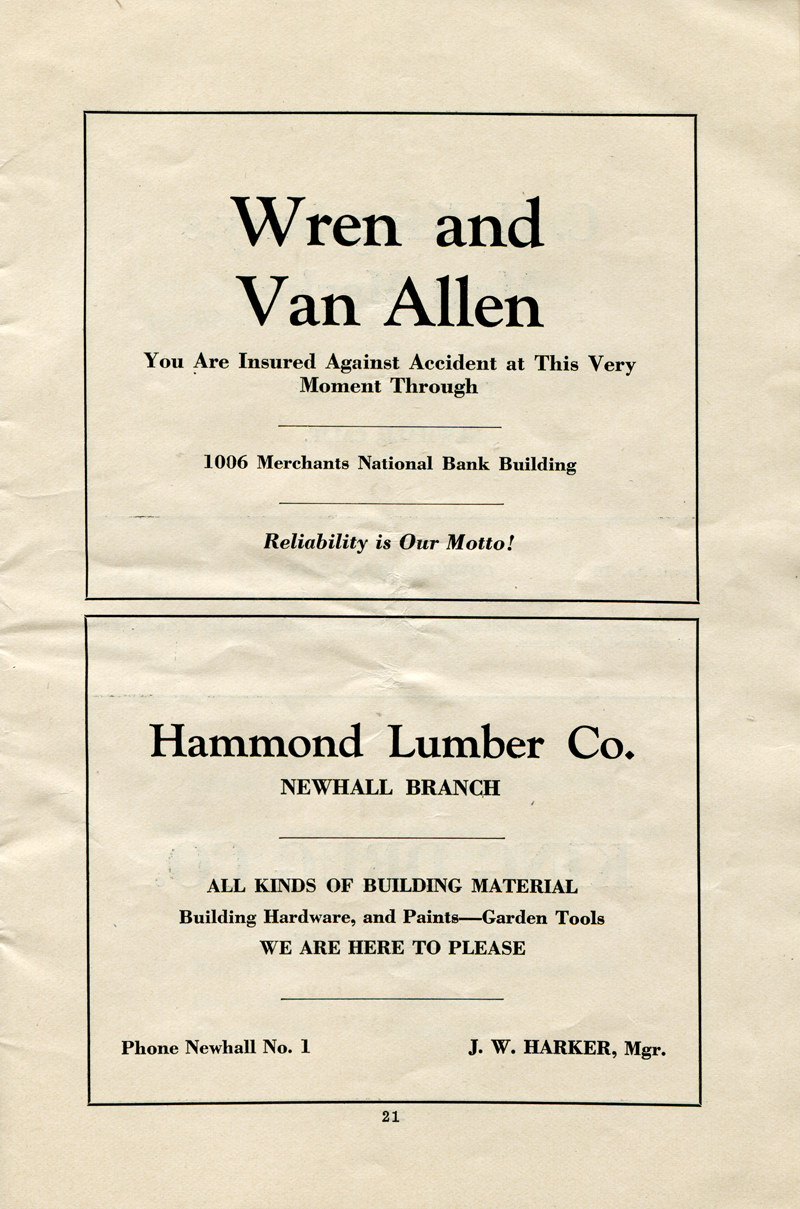 Wren and
Van Allen
You Are Insured Against Accident at This Very
Moment Through
1006 Merchants National Bank Building
Reliability is Our Motto!
Hammond Lumber Co.
NEWHALL BRANCH
ALL KINDS OF BUILDING MATERIAL
Building Hardware, and Paints—Garden Tools
WE ARE HERE TO PLEASE
Phone Newhall No. 1 J. W. HARKER, Mgr.
21